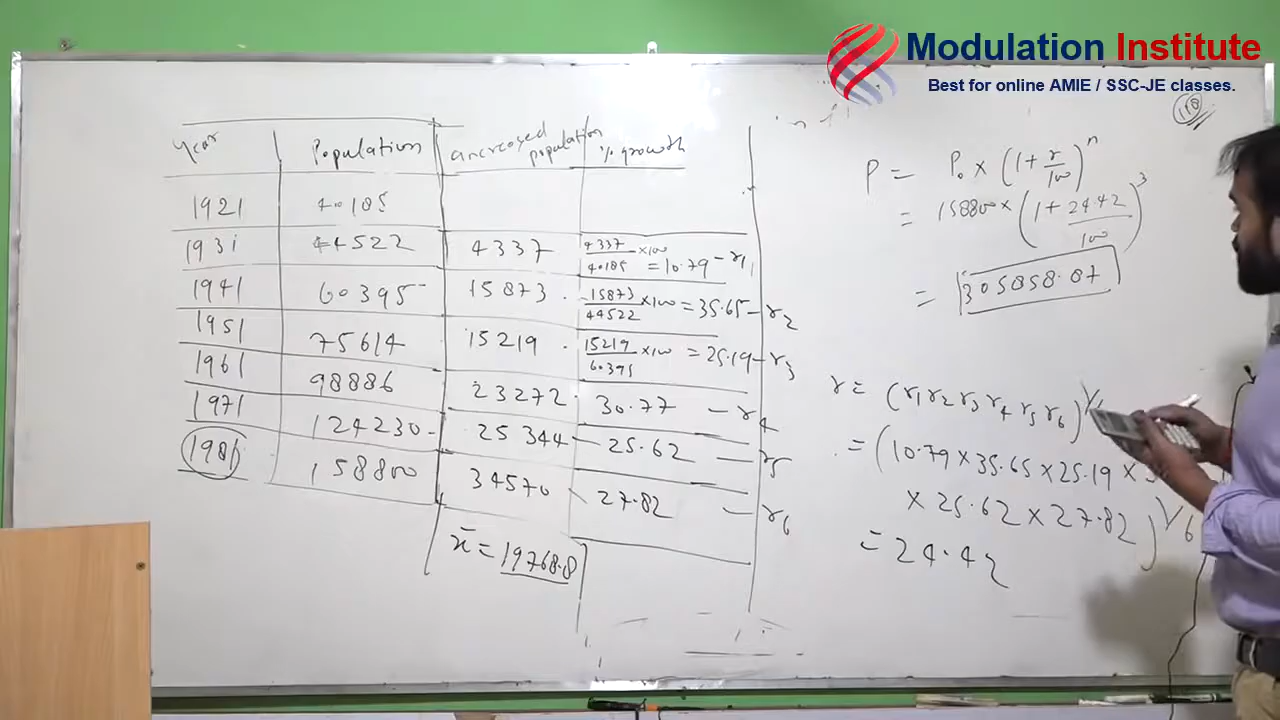 Modulation Institute
Best for online AMIE / SSC-JE classes.
Year Population increased population % growth
1921 40185
1931 44522 4337 4337/40185 ×100 = 10.79 – r1
1941 60395 15873 15873/44522 ×100 = 35.65 – r2
1951 75614 15219 15219/60395 ×100 = 25.19 – r3
1961 98886 23272 30.77 – r4
1971 124230 25344 25.62 – r5
1981 158800 34570 27.82 – r6
x̄ = 19768.8
P = P₀ × (1 + r/100)^n
= 158800 × (1 + 24.42/100)^3
= 305858.07
r = (r1 r2 r3 r4 r5 r6)^1/6
= (10.79 × 35.65 × 25.19 ×
× 25.62 × 27.82)^1/6
= 24.42